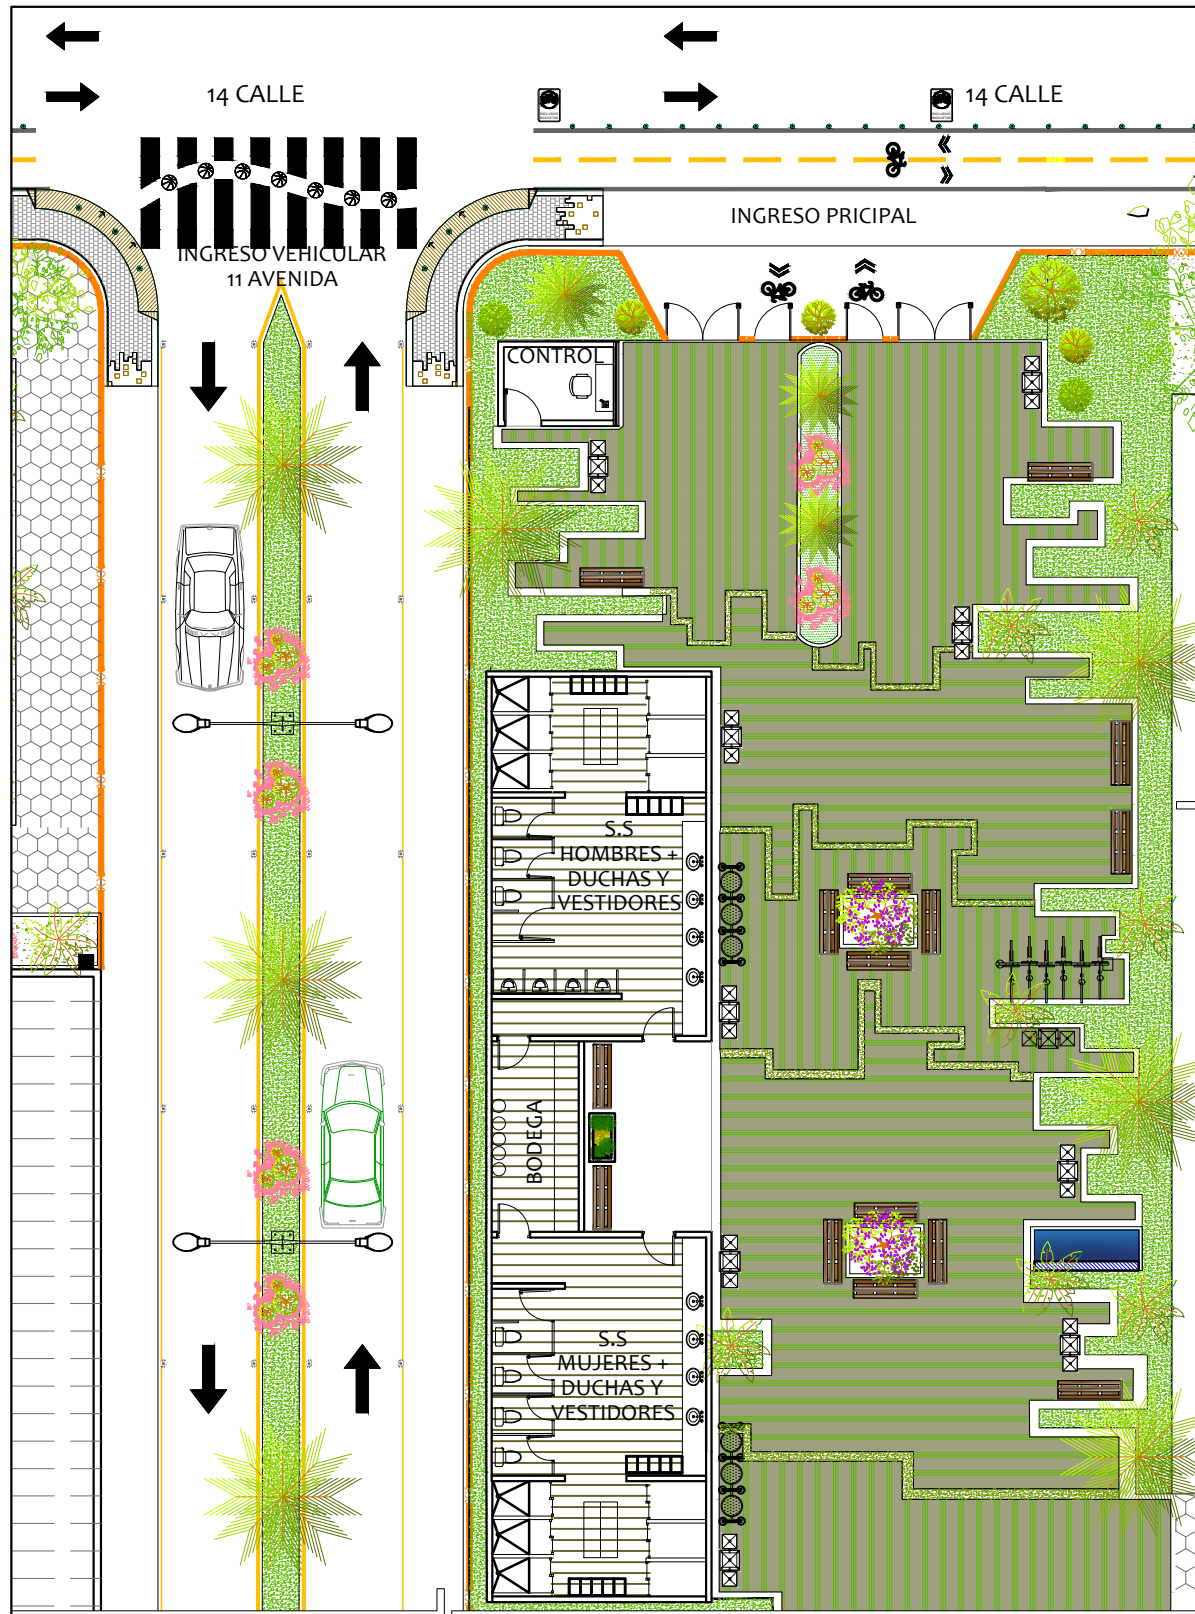 14 CALLE
14 CALLE
INGRESO PRICIPAL
INGRESO VEHICULAR
11 AVENIDA
CONTROL
S.S
HOMBRES +
DUCHAS Y
VESTIDORES
BODEGA
S.S
MUJERES +
DUCHAS Y
VESTIDORES